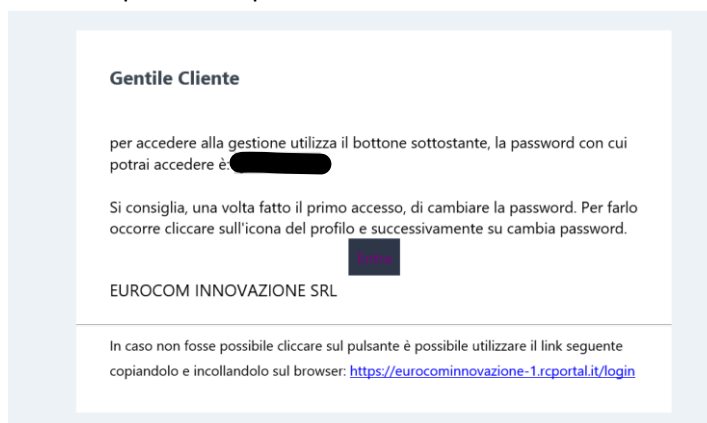 Gentile Cliente
per accedere alla gestione utilizza il bottone sottostante, la password con cui
potrai accedere è:
Si consiglia, una volta fatto il primo accesso, di cambiare la password. Per farlo
occorre cliccare sull'icona del profilo e successivamente su cambia password.
Entra
EUROCOM INNOVAZIONE SRL
In caso non fosse possibile cliccare sul pulsante è possibile utilizzare il link seguente
copiandolo e incollandolo sul browser: https://eurocominnovazione-1.rcportal.it/login